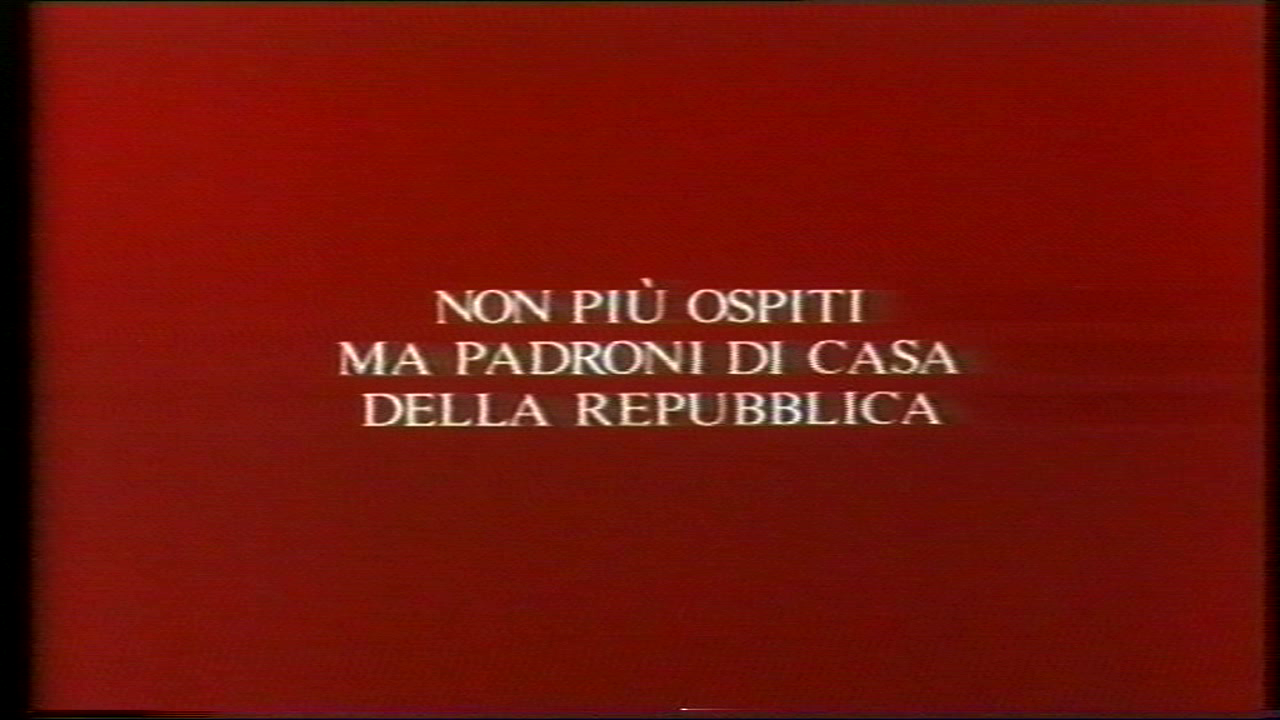 NON PIÙ OSPITI
MA PADRONI DI CASA
DELLA REPUBBLICA